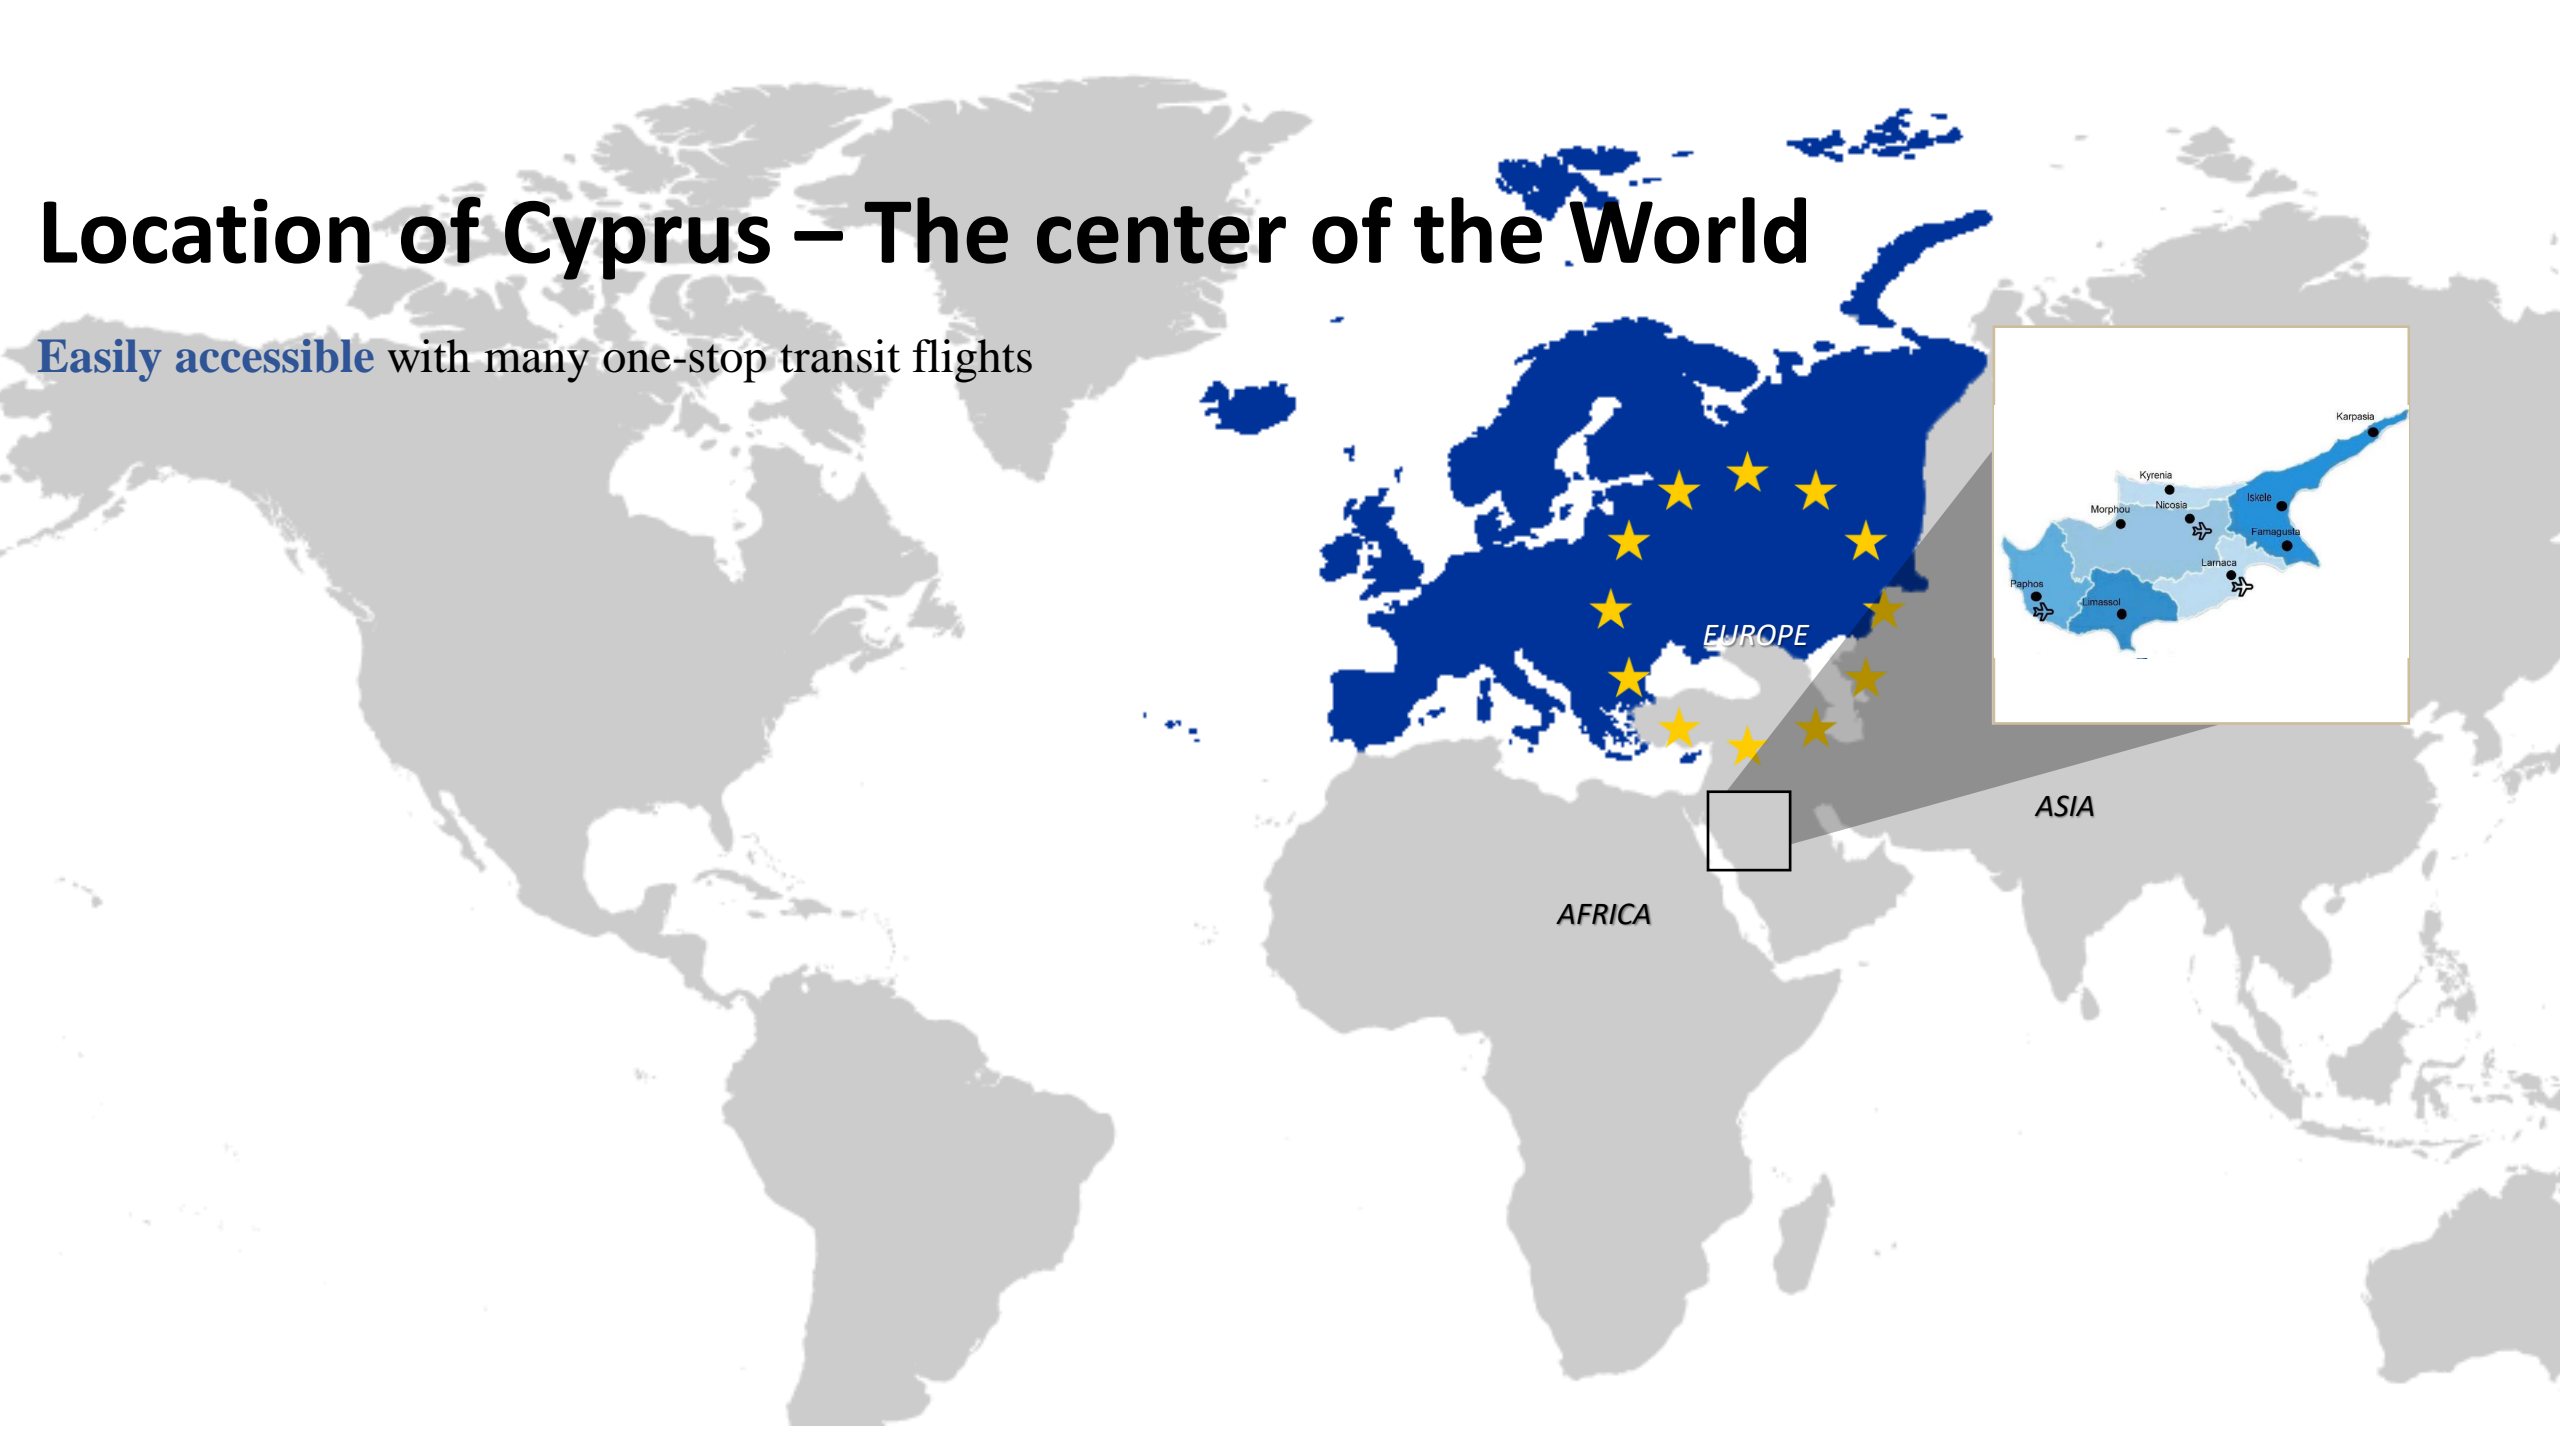 Location of Cyprus – The center of the World
Easily accessible with many one-stop transit flights
Karpasia
Kyrenia
Iskele
Nicosia
Morphou
Famagusta
Larnaca
Paphos
Limassol
EUROPE
ASIA
AFRICA